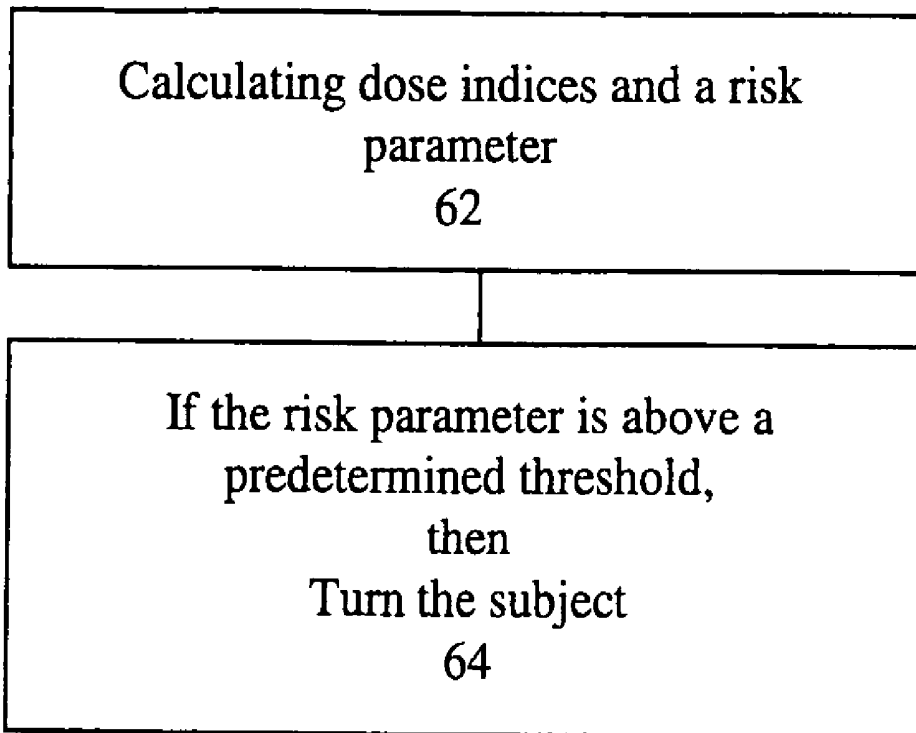 Calculating dose indices and a risk
parameter
62
If the risk parameter is above a
predetermined threshold,
then
Turn the subject
64